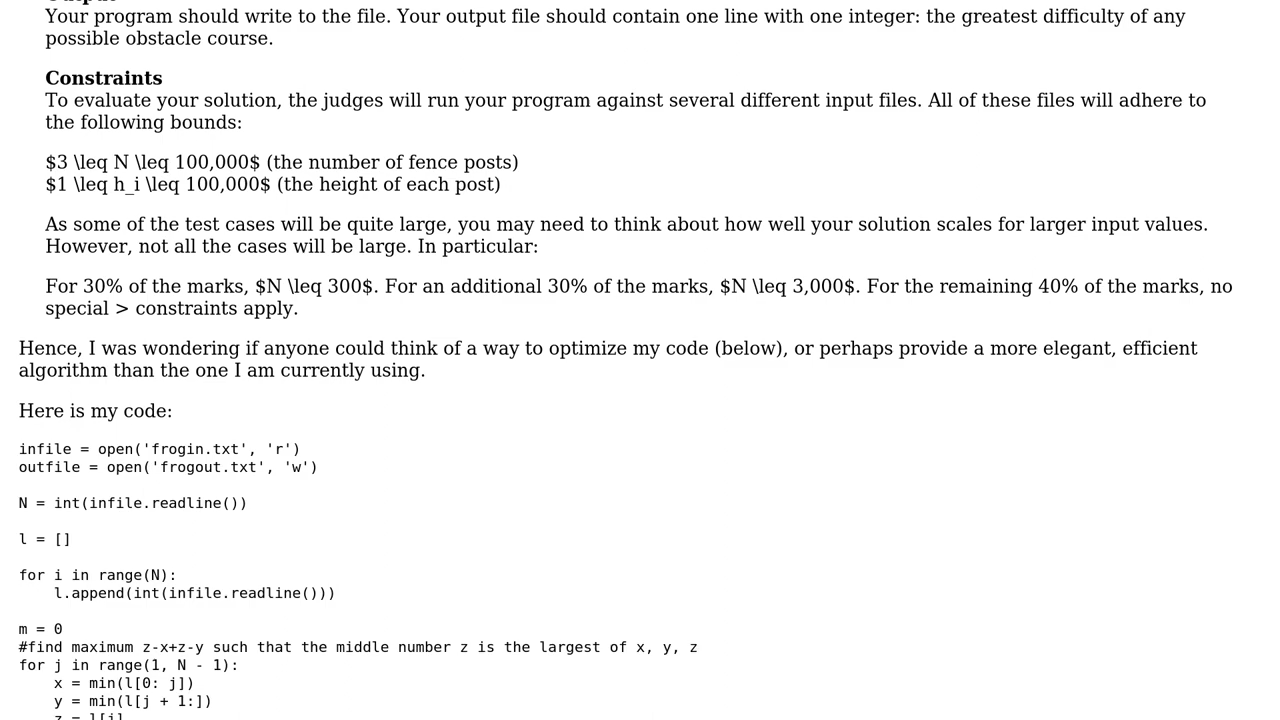 Your program should write to the file. Your output file should contain one line with one integer: the greatest difficulty of any
possible obstacle course.
Constraints
To evaluate your solution, the judges will run your program against several different input files. All of these files will adhere to
the following bounds:
$3 \leq N \leq 100,000$ (the number of fence posts)
$1 \leq h_i \leq 100,000$ (the height of each post)
As some of the test cases will be quite large, you may need to think about how well your solution scales for larger input values.
However, not all the cases will be large. In particular:
For 30% of the marks, $N \leq 300$. For an additional 30% of the marks, $N \leq 3,000$. For the remaining 40% of the marks, no
special > constraints apply.
Hence, I was wondering if anyone could think of a way to optimize my code (below), or perhaps provide a more elegant, efficient
algorithm than the one I am currently using.
Here is my code:
infile = open('frogin.txt', 'r')
outfile = open('frogout.txt', 'w')
N = int(infile.readline())
l = []
for i in range(N):
    l.append(int(infile.readline()))
m = 0
#find maximum z-x+z-y such that the middle number z is the largest of x, y, z
for j in range(1, N - 1):
    x = min(l[0: j])
    y = min(l[j + 1:])
    z = l[j]